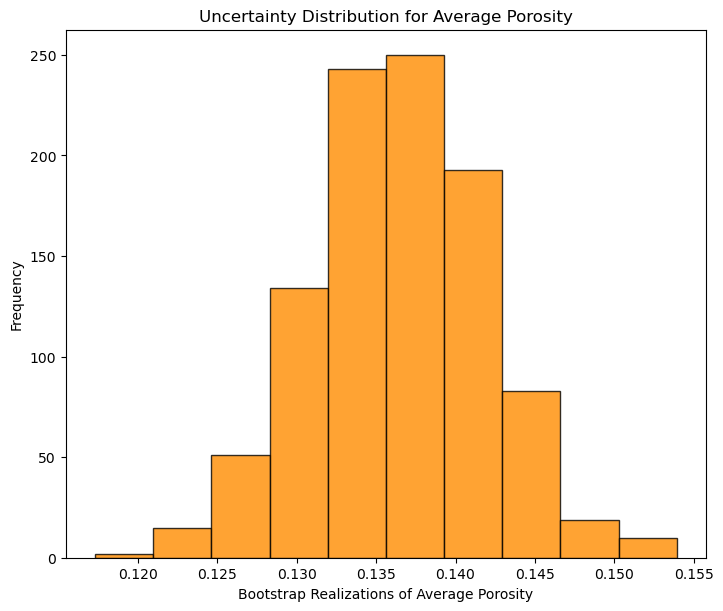 Uncertainty Distribution for Average Porosity
250
200
150
100
50
0
Frequency
0.120 0.125 0.130 0.135 0.140 0.145 0.150 0.155
Bootstrap Realizations of Average Porosity